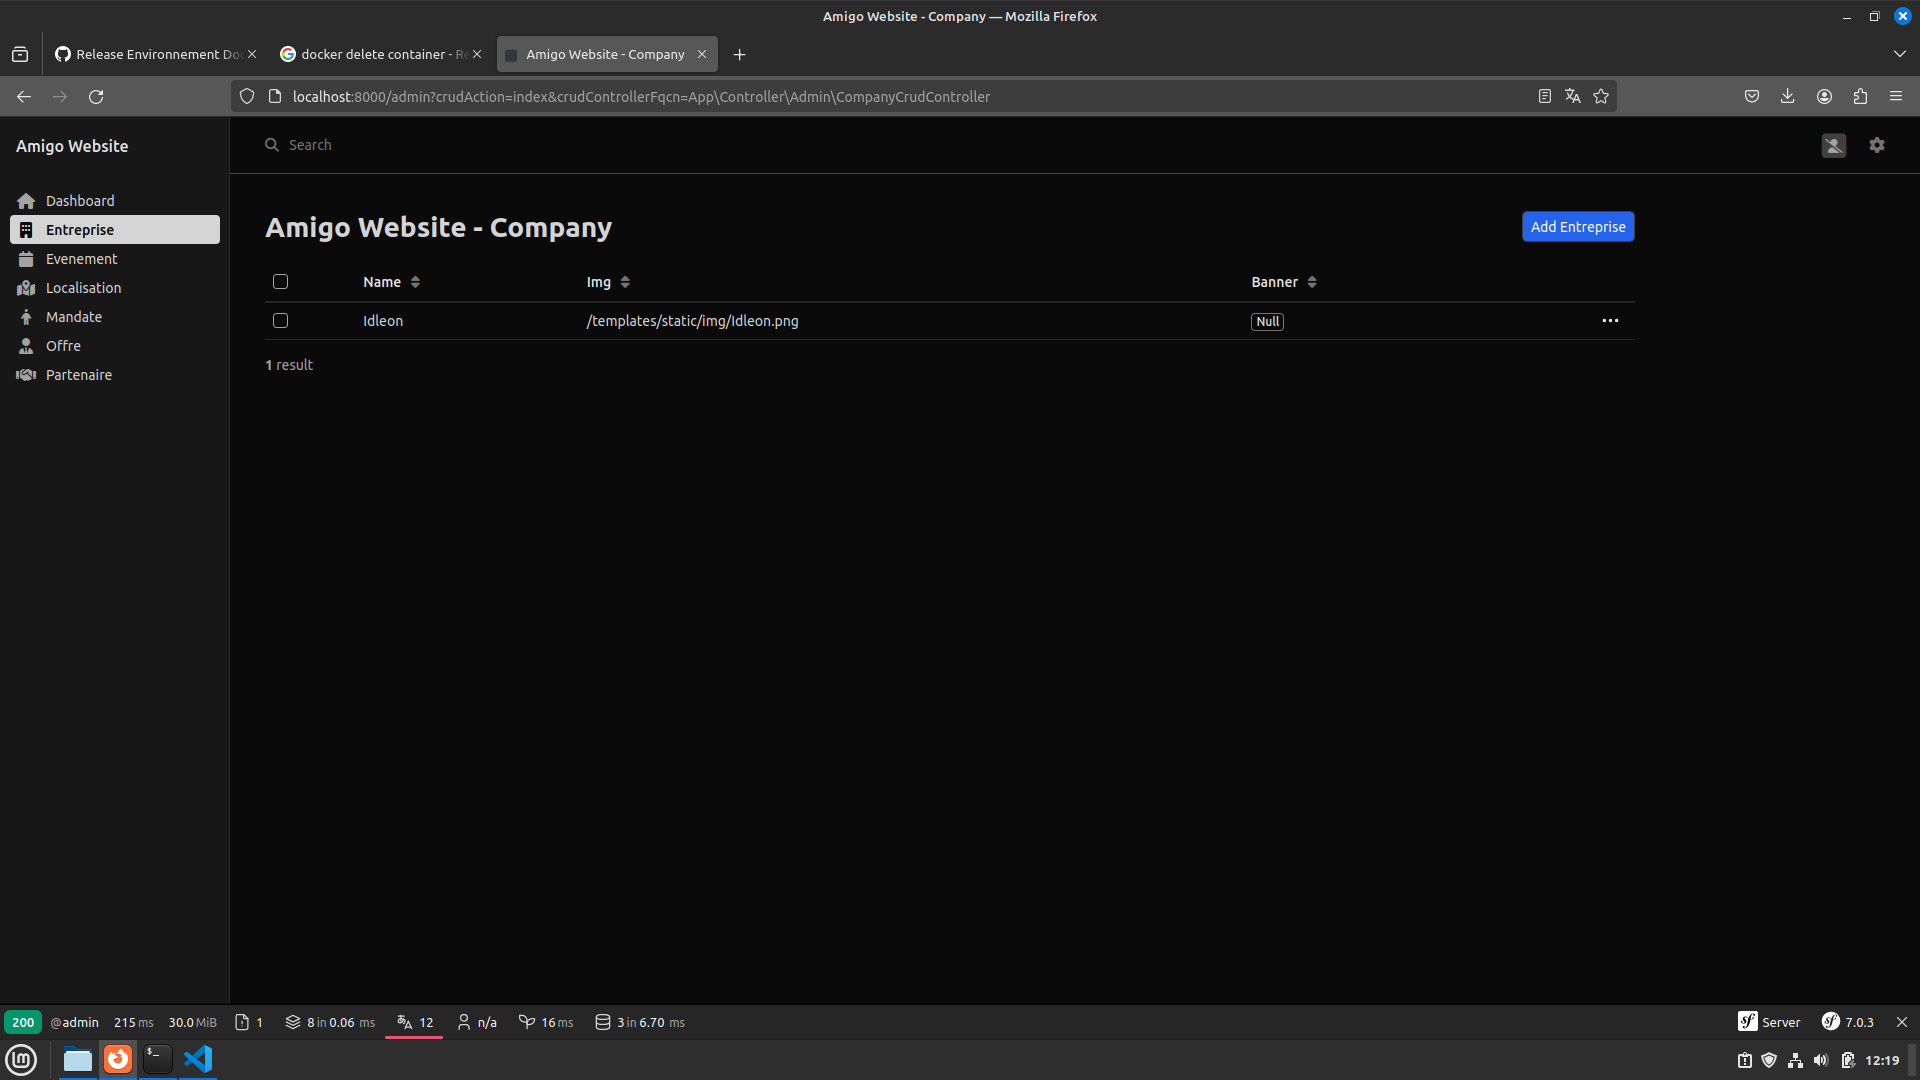 Amigo Website - Company — Mozilla Firefox
Release Environnement Do
docker delete container - Re
Amigo Website - Company
localhost:8000/admin?crudAction=index&crudControllerFqcn=App\Controller\Admin\CompanyCrudController
Amigo Website
Search
Dashboard
Entreprise
Evenement
Localisation
Mandate
Offre
Partenaire
Amigo Website - Company
Add Entreprise
Name Img Banner
Idleon /templates/static/img/Idleon.png Null
1 result
200 @admin 215 ms 30.0 MiB 1 8 in 0.06 ms 12 n/a 16 ms 3 in 6.70 ms Server 7.0.3
12:19